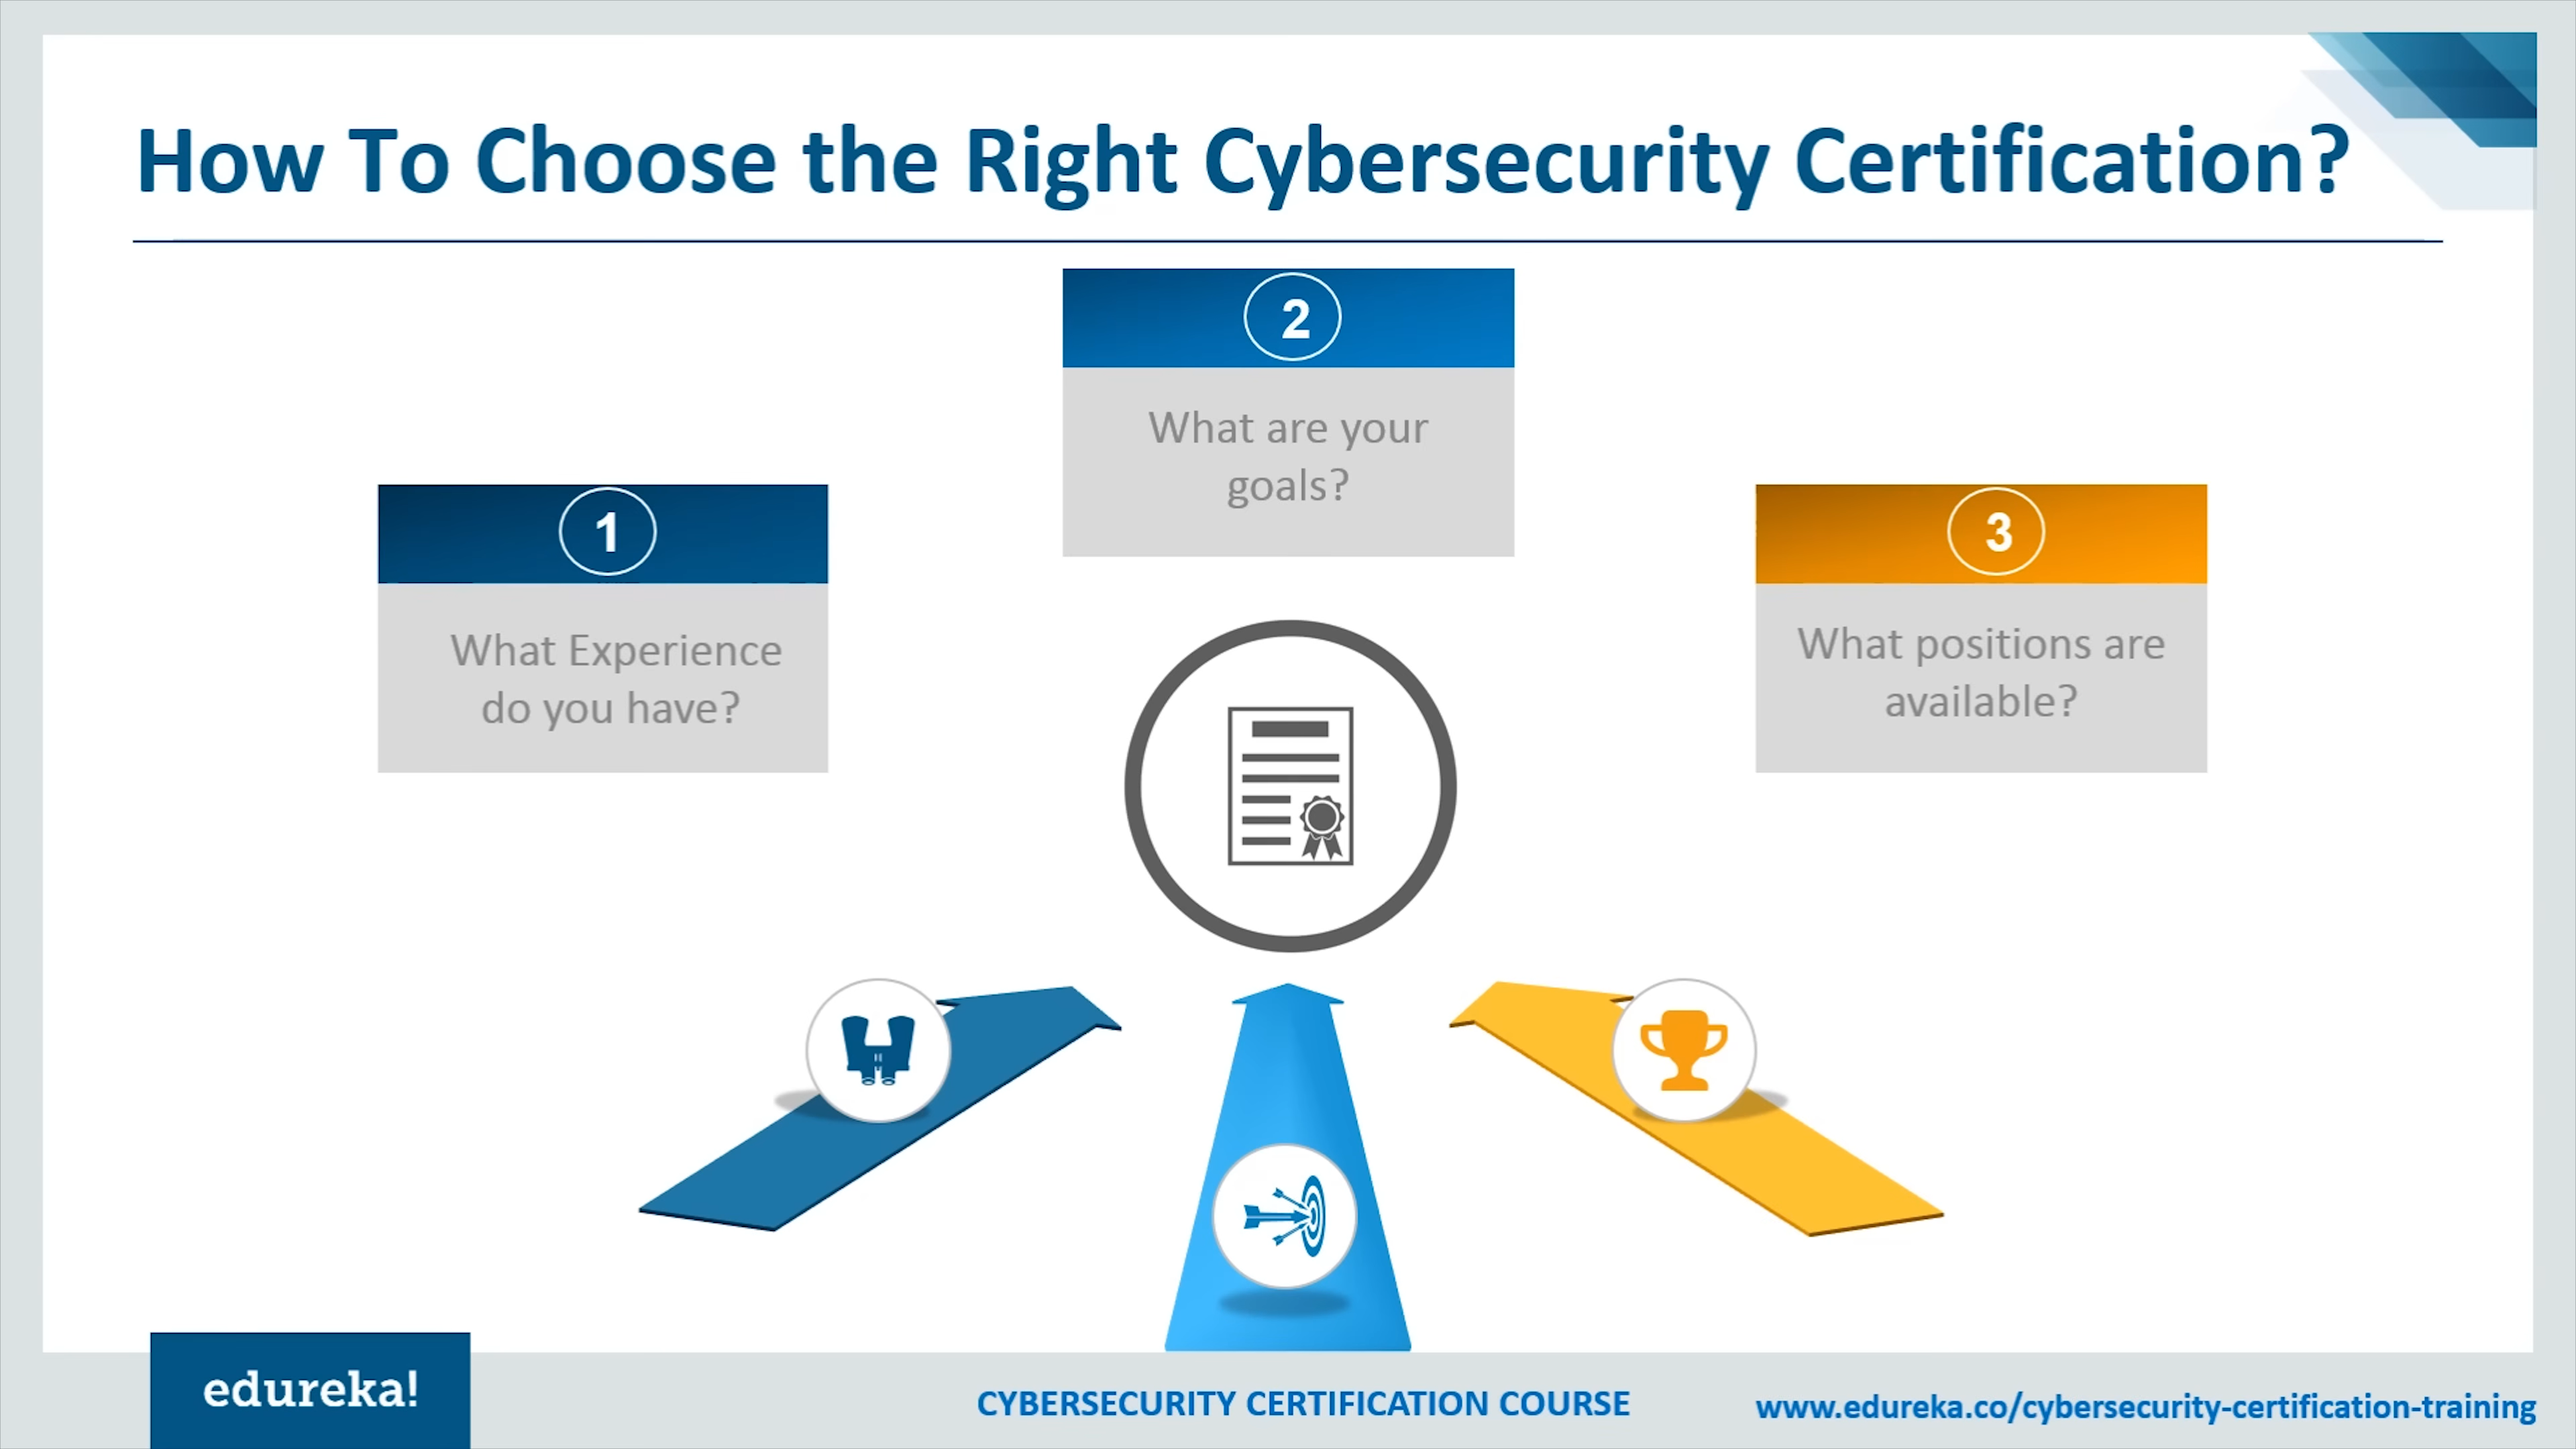 How To Choose the Right Cybersecurity Certification?
1
What Experience
do you have?
2
What are your
goals?
3
What positions are
available?
edureka!
CYBERSECURITY CERTIFICATION COURSE
www.edureka.co/cybersecurity-certification-training